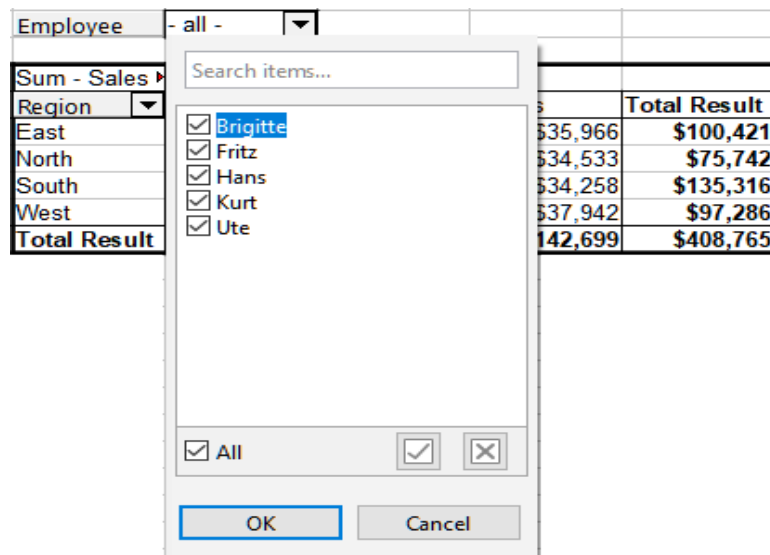 Employee - all -
Search items...
Sum - Sales
Region s Total Result
East $35,966 $100,421
North $34,533 $75,742
South $34,258 $135,316
West $37,942 $97,286
Total Result 142,699 $408,765
Brigitte
Fritz
Hans
Kurt
Ute
All
OK Cancel